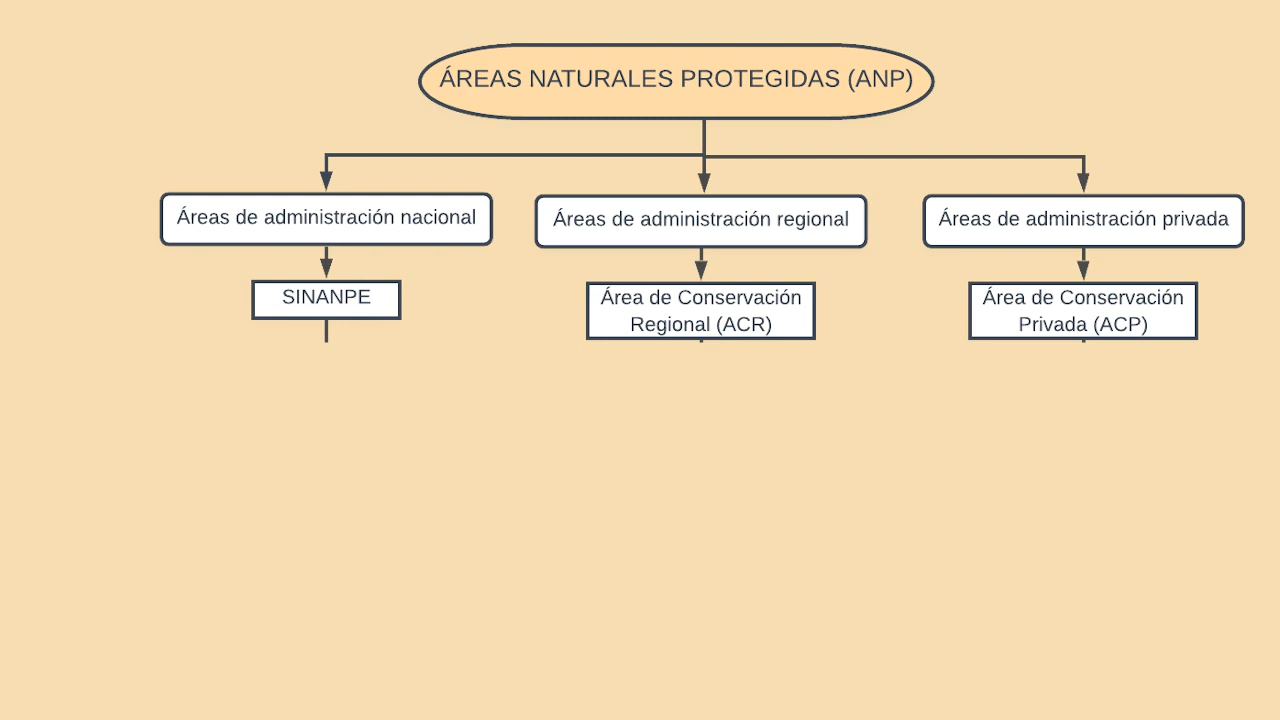 ÁREAS NATURALES PROTEGIDAS (ANP)
Áreas de administración nacional
Áreas de administración regional
Áreas de administración privada
SINANPE
Área de Conservación
Regional (ACR)
Área de Conservación
Privada (ACP)